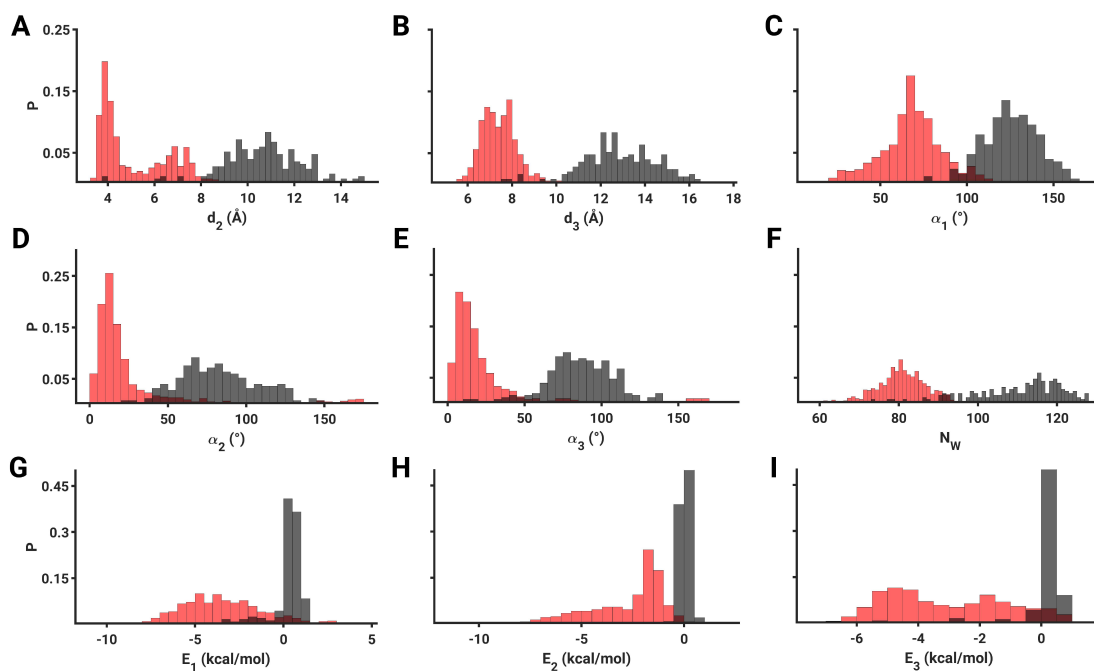 A
B
C
0.25
0.15
0.05
P
4 6 8 10 12 14
6 8 10 12 14 16 18
50 100 150
d2 (Å)
d3 (Å)
α1 (°)
D
E
F
0.25
0.15
0.05
P
0 50 100 150
0 50 100 150
60 80 100 120
α2 (°)
α3 (°)
NW
G
H
I
0.45
0.3
0.15
P
-10 -5 0 5
-10 -5 0
-6 -4 -2 0
E1 (kcal/mol)
E2 (kcal/mol)
E3 (kcal/mol)